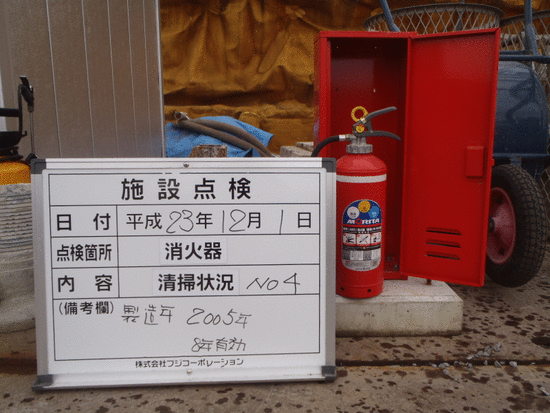 施設点検
日付 平成23年12月1日
点検箇所 消火器
内容 清掃状況 No4
(備考欄) 製造年 2005年
8年有効
株式会社フジコーポレーション
MORITA